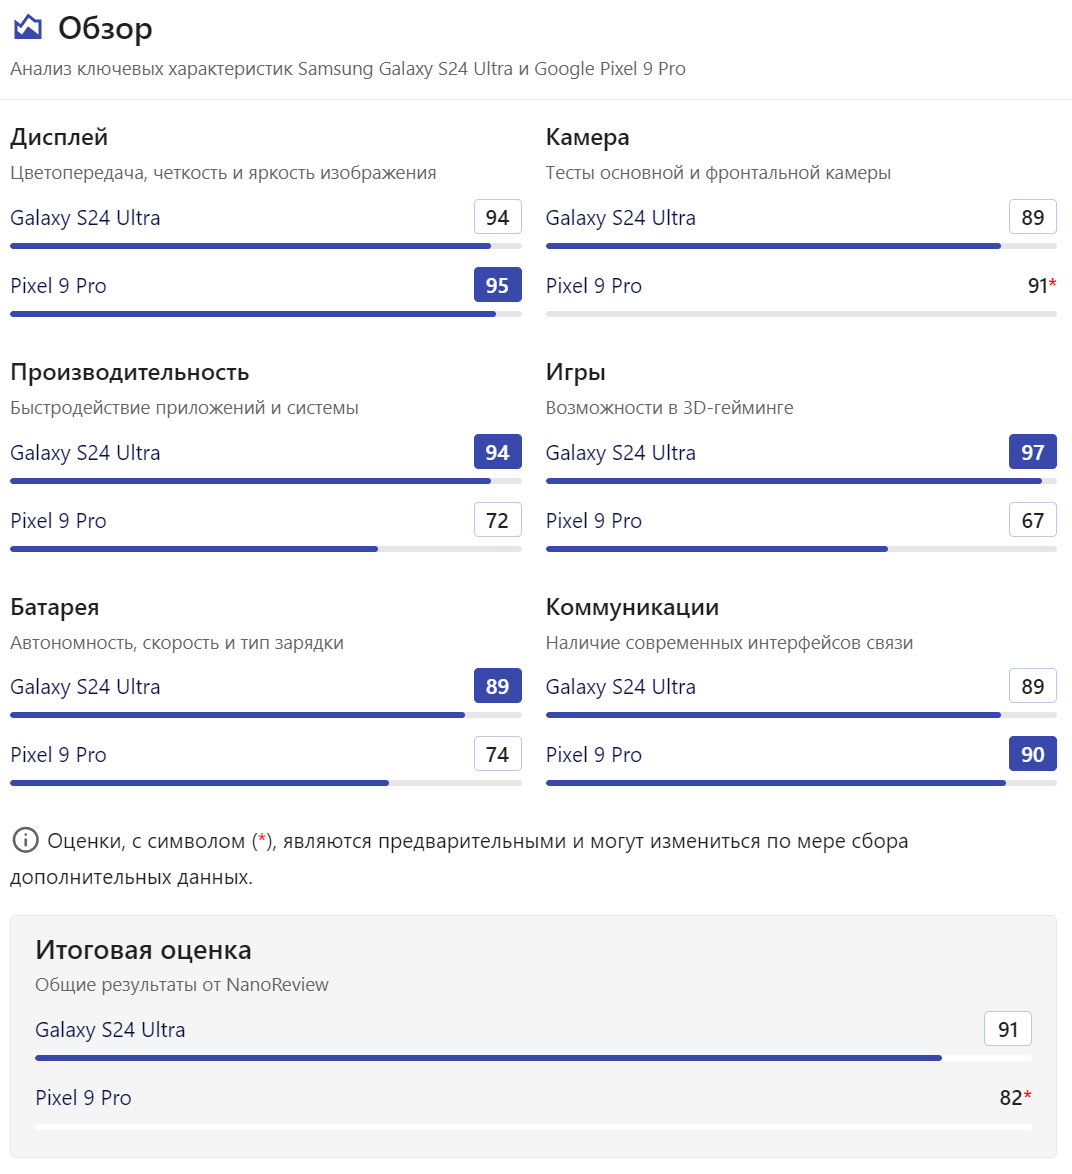 Обзор
Анализ ключевых характеристик Samsung Galaxy S24 Ultra и Google Pixel 9 Pro
Дисплей
Цветопередача, четкость и яркость изображения
Galaxy S24 Ultra 94
Pixel 9 Pro 95
Камера
Тесты основной и фронтальной камеры
Galaxy S24 Ultra 89
Pixel 9 Pro 91*
Производительность
Быстродействие приложений и системы
Galaxy S24 Ultra 94
Pixel 9 Pro 72
Игры
Возможности в 3D-гейминге
Galaxy S24 Ultra 97
Pixel 9 Pro 67
Батарея
Автономность, скорость и тип зарядки
Galaxy S24 Ultra 89
Pixel 9 Pro 74
Коммуникации
Наличие современных интерфейсов связи
Galaxy S24 Ultra 89
Pixel 9 Pro 90
Оценки, с символом (*), являются предварительными и могут измениться по мере сбора
дополнительных данных.
Итоговая оценка
Общие результаты от NanoReview
Galaxy S24 Ultra 91
Pixel 9 Pro 82*